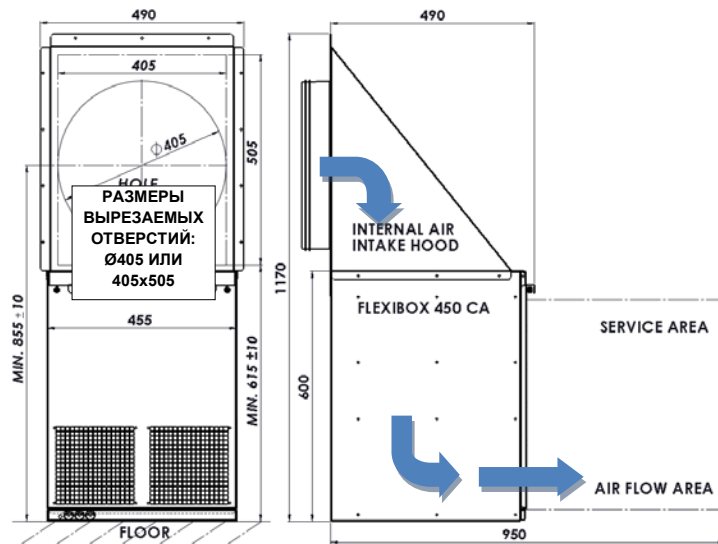 490
405
Ø405
505
HOLE
РАЗМЕРЫ
ВЫРЕЗАЕМЫХ
ОТВЕРСТИЙ:
Ø405 ИЛИ
405x505
455
MIN. 855 ±10
MIN. 615 ±10
FLOOR
490
1170
INTERNAL AIR
INTAKE HOOD
FLEXIBOX 450 CA
600
SERVICE AREA
AIR FLOW AREA
950